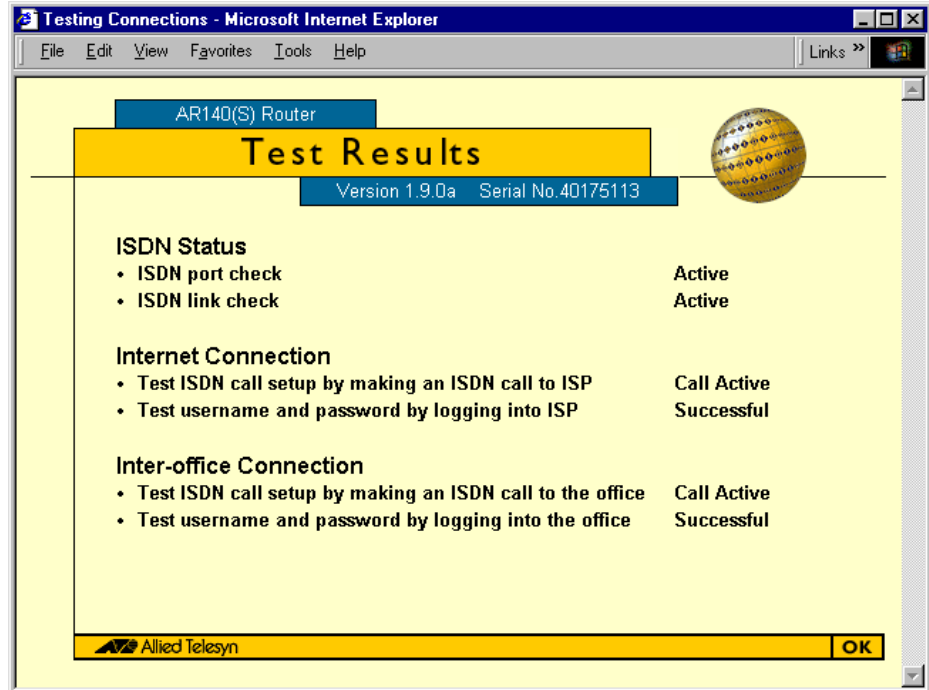 Testing Connections - Microsoft Internet Explorer
File Edit View Favorites Tools Help Links »
AR140(S) Router
Test Results
Version 1.9.0a Serial No.40175113
ISDN Status
• ISDN port check Active
• ISDN link check Active
Internet Connection
• Test ISDN call setup by making an ISDN call to ISP Call Active
• Test username and password by logging into ISP Successful
Inter-office Connection
• Test ISDN call setup by making an ISDN call to the office Call Active
• Test username and password by logging into the office Successful
Allied Telesyn OK